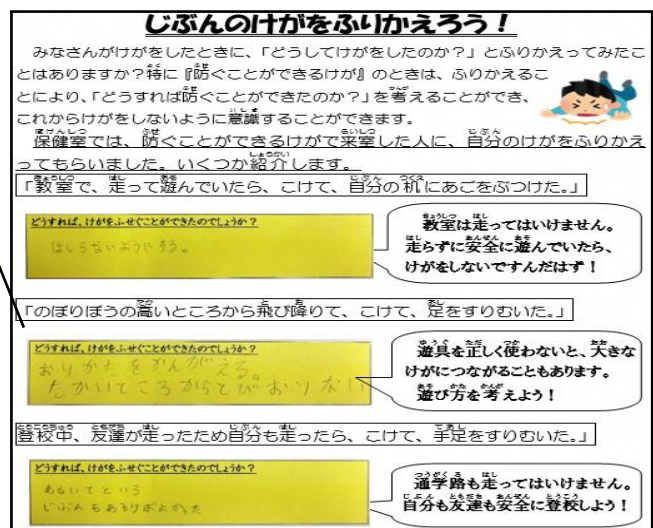 じぶんのけがをふりかえろう！
みなさんがけがをしたときに、「どうしてけがをしたのか？」とふりかえってみたこ
とはありますか？特に『防ぐことができるけが』のときは、ふりかえるこ
とにより、「どうすれば防ぐことができたのか？」を考えることができ、
これからけがをしないように意識することができます。
保健室では、防ぐことができるけがで来室した人に、自分のけがをふりかえ
ってもらいました。いくつか紹介します。
「教室で、走って遊んでいたら、こけて、自分の机にあごをぶつけた。」
どうすれば、けがをふせぐことができたのでしょうか？
はしらないようにする。
教室は走ってはいけません。
走らずに安全に遊んでいたら、
けがをしないですんだはず！
「のぼりぼうの高いところから飛び降りて、こけて、足をすりむいた。」
どうすれば、けがをふせぐことができたのでしょうか？
おりかたをかんがえる。
たかいところからとびおりない
遊具を正しく使わないと、大きな
けがにつながることもあります。
遊び方を考えよう！
登校中、友達が走ったため自分も走ったら、こけて、手足をすりむいた。」
どうすれば、けがをふせぐことができたのでしょうか？
あるいてという
じぶんもあるけばよかった
通学路も走ってはいけません。
自分も友達も安全に登校しよう！